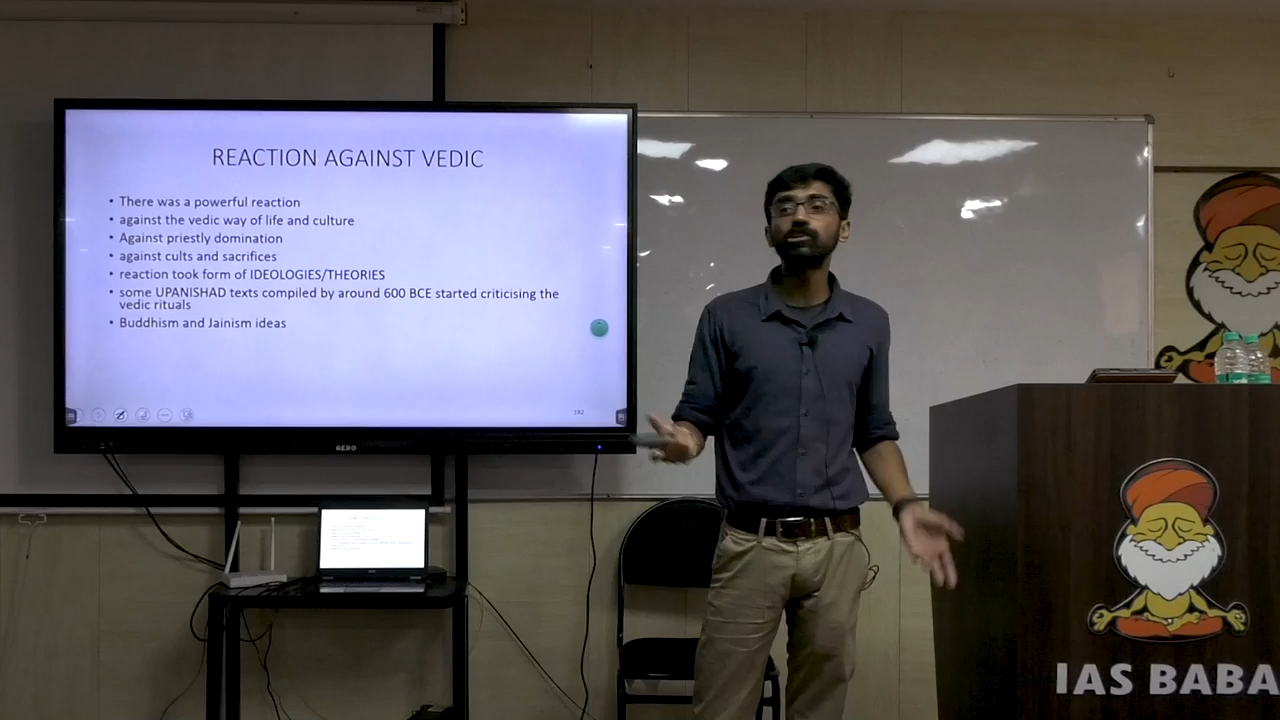 REACTION AGAINST VEDIC
• There was a powerful reaction
• against the vedic way of life and culture
• Against priestly domination
• against cults and sacrifices
• reaction took form of IDEOLOGIES/THEORIES
• some UPANISHAD texts compiled by around 600 BCE started criticising the
vedic rituals
• Buddhism and Jainism ideas
182
AERO
IAS BABA